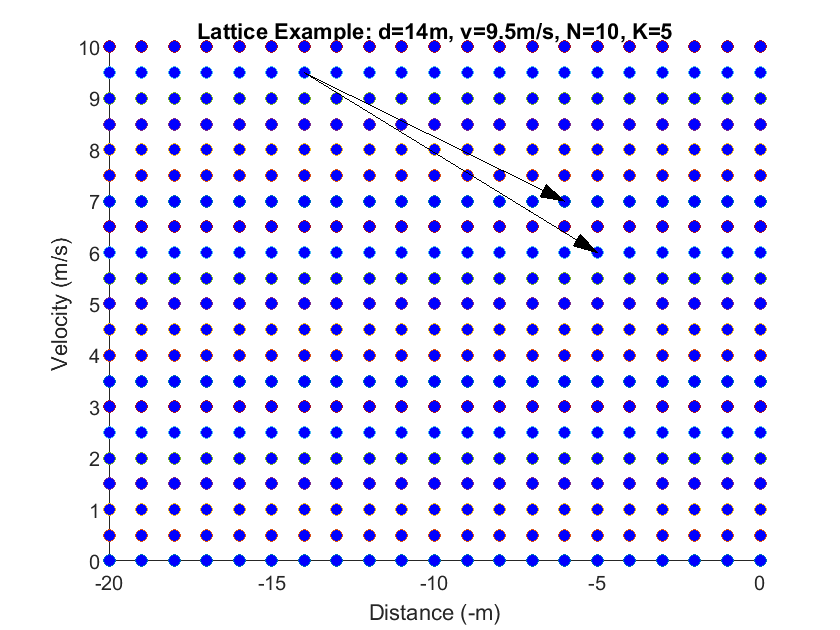 Lattice Example: d=14m, v=9.5m/s, N=10, K=5
10
9
8
7
6
5
4
3
2
1
0
Velocity (m/s)
-20 -15 -10 -5 0
Distance (-m)